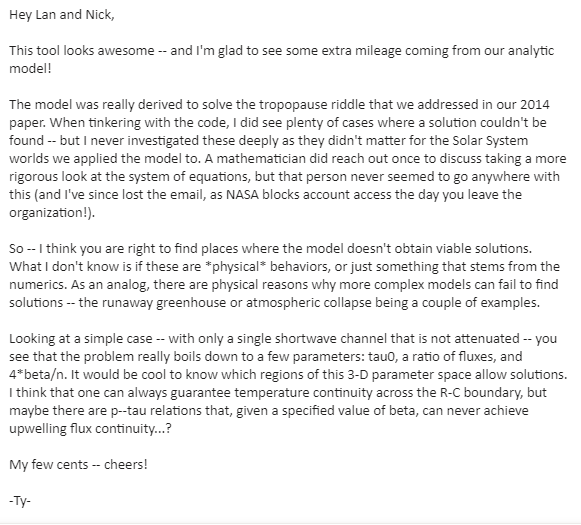 Hey Lan and Nick,
This tool looks awesome -- and I'm glad to see some extra mileage coming from our analytic
model!
The model was really derived to solve the tropopause riddle that we addressed in our 2014
paper. When tinkering with the code, I did see plenty of cases where a solution couldn't be
found -- but I never investigated these deeply as they didn't matter for the Solar System
worlds we applied the model to. A mathematician did reach out once to discuss taking a more
rigorous look at the system of equations, but that person never seemed to go anywhere with
this (and I've since lost the email, as NASA blocks account access the day you leave the
organization!).
So -- I think you are right to find places where the model doesn't obtain viable solutions.
What I don't know is if these are *physical* behaviors, or just something that stems from the
numerics. As an analog, there are physical reasons why more complex models can fail to find
solutions -- the runaway greenhouse or atmospheric collapse being a couple of examples.
Looking at a simple case -- with only a single shortwave channel that is not attenuated -- you
see that the problem really boils down to a few parameters: tau0, a ratio of fluxes, and
4*beta/n. It would be cool to know which regions of this 3-D parameter space allow solutions.
I think that one can always guarantee temperature continuity across the R-C boundary, but
maybe there are p--tau relations that, given a specified value of beta, can never achieve
upwelling flux continuity...?
My few cents -- cheers!
-Ty-